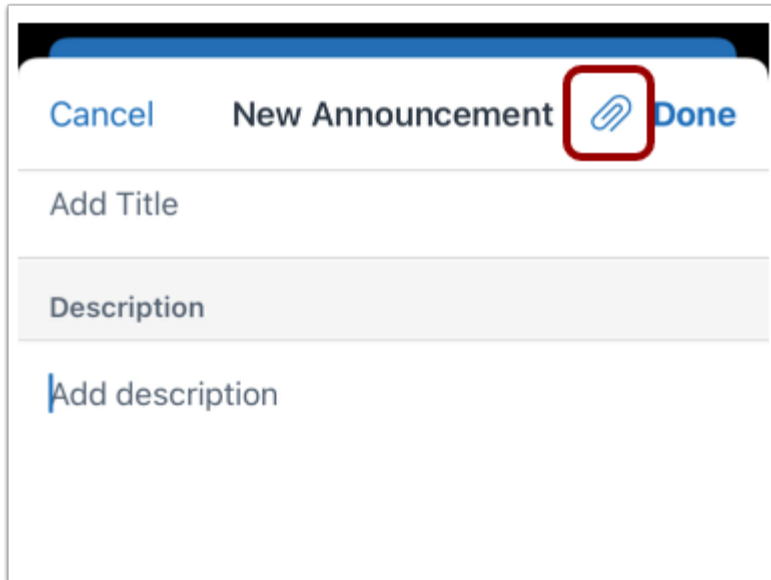 Cancel New Announcement Done
Add Title
Description
Add description